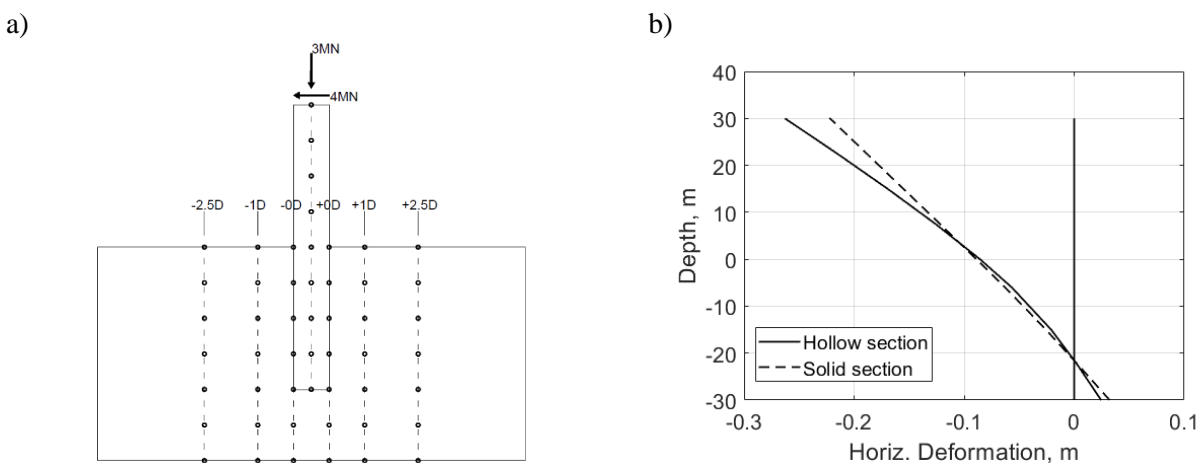 a)
3MN
4MN
-2.5D -1D -0D +0D +1D +2.5D
b)
40
30
20
10
0
-10
-20
-30
Depth, m
Hollow section
Solid section
-0.3 -0.2 -0.1 0 0.1
Horiz. Deformation, m